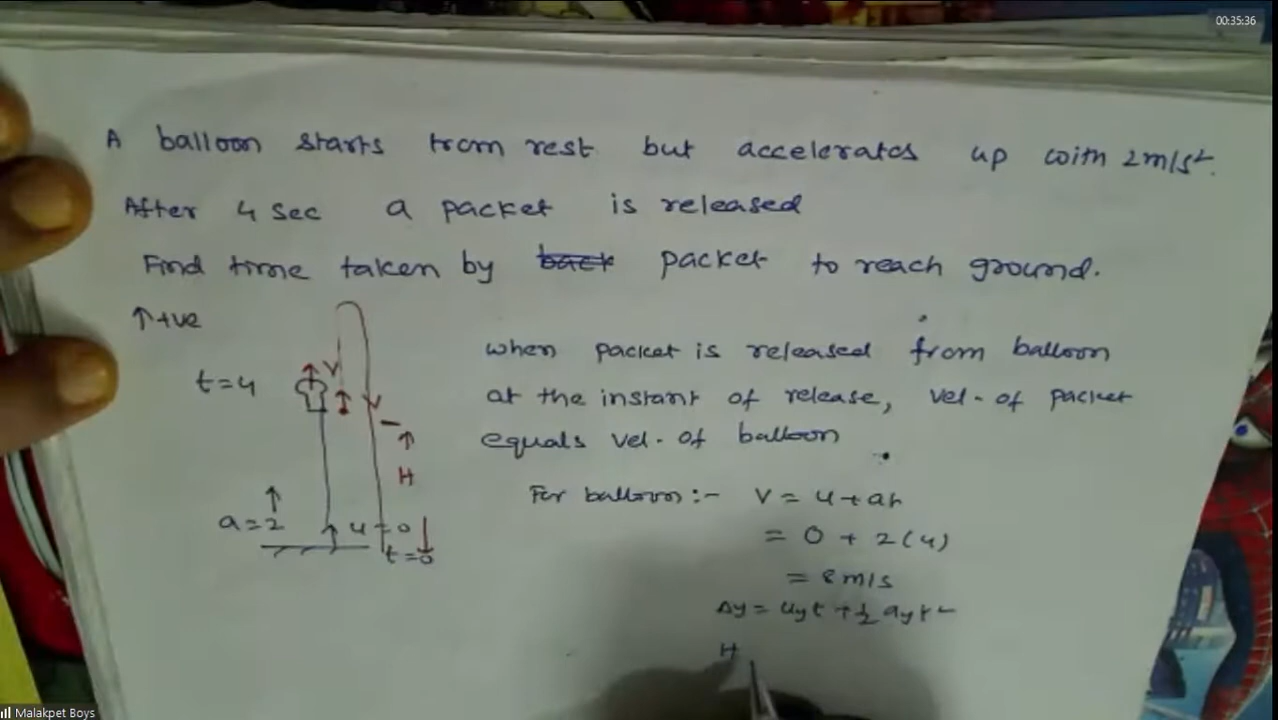 00:35:36
A balloon starts from rest but accelerates up with 2m/s².
After 4 sec a packet is released
Find time taken by back packet to reach ground.
↑+ve
t=4
V
H
a=2
u=0
t=0
When packet is released from balloon
at the instant of release, vel. of packet
equals vel. of balloon
For balloon:- V = u+at
= 0 + 2(4)
= 8m/s
Δy = uyt + ½ ayt²
H
Malakpet Boys